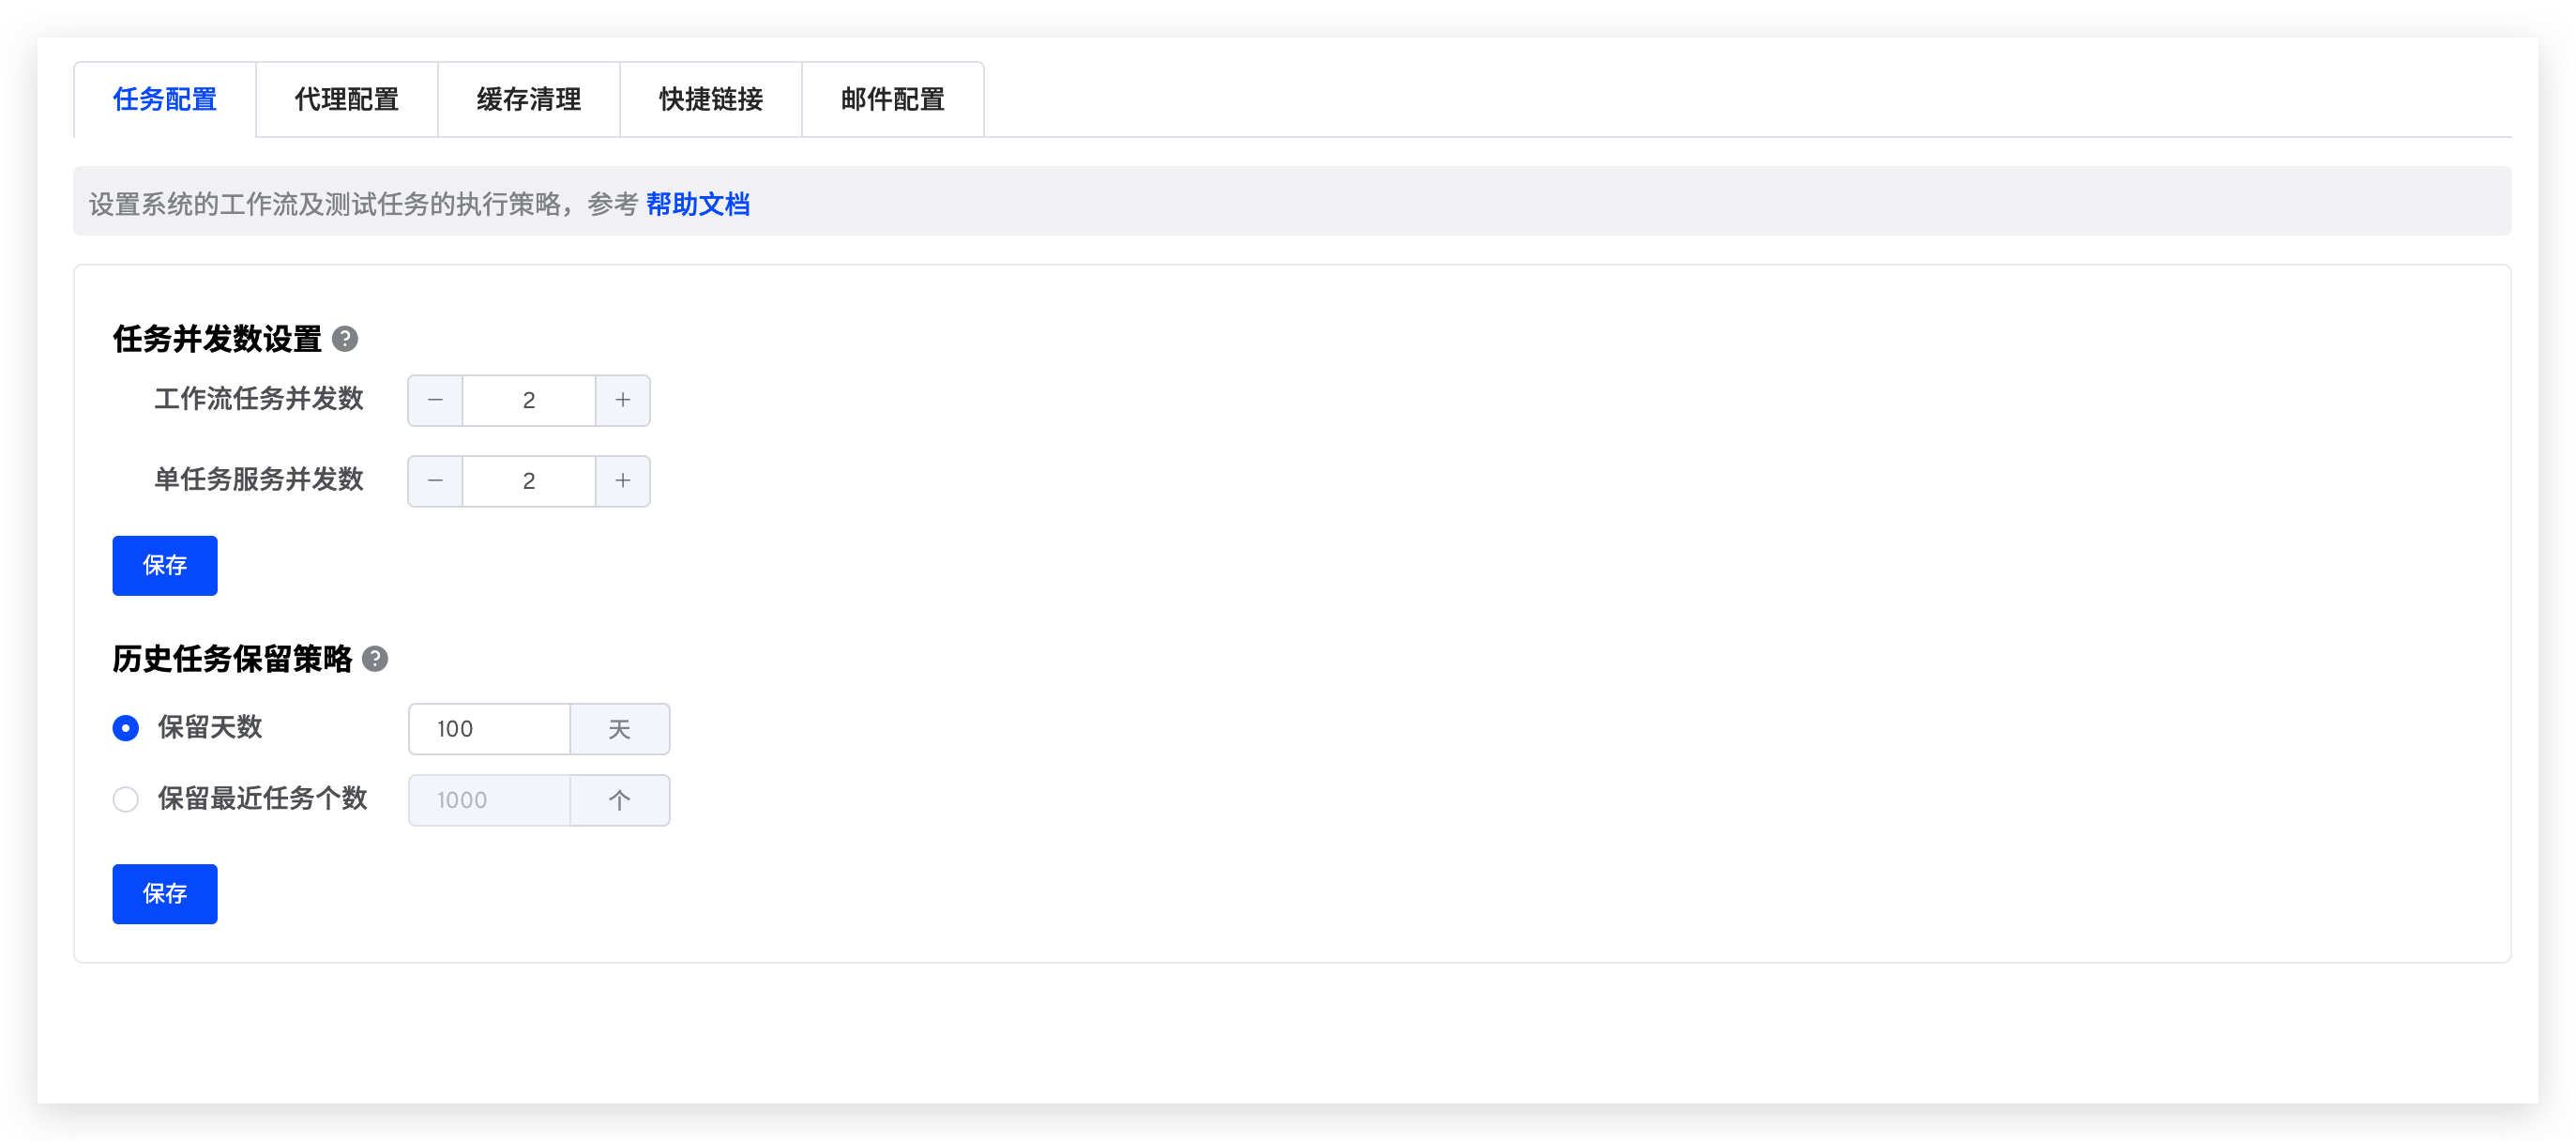 任务配置 代理配置 缓存清理 快捷链接 邮件配置
设置系统的工作流及测试任务的执行策略，参考 帮助文档
任务并发数设置 ?
工作流任务并发数 − 2 +
单任务服务并发数 − 2 +
保存
历史任务保留策略 ?
保留天数 100 天
保留最近任务个数 1000 个
保存